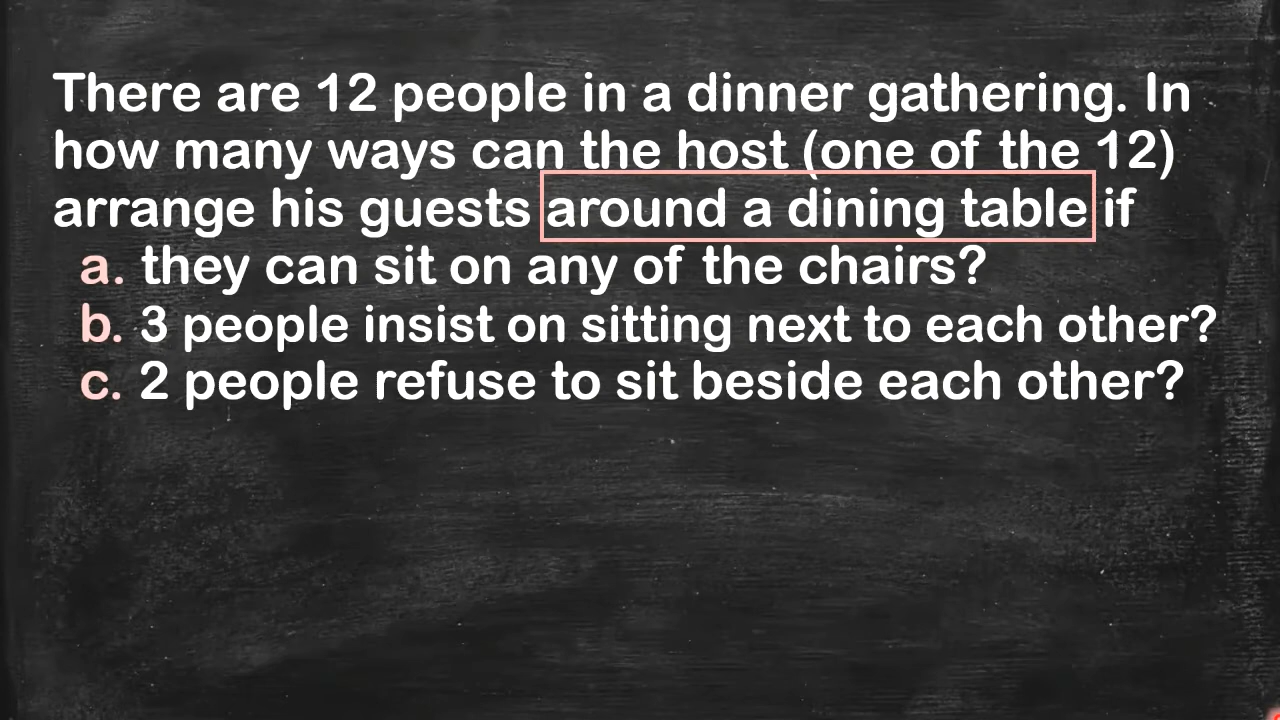 There are 12 people in a dinner gathering. In
how many ways can the host (one of the 12)
arrange his guests around a dining table if
a. they can sit on any of the chairs?
b. 3 people insist on sitting next to each other?
c. 2 people refuse to sit beside each other?